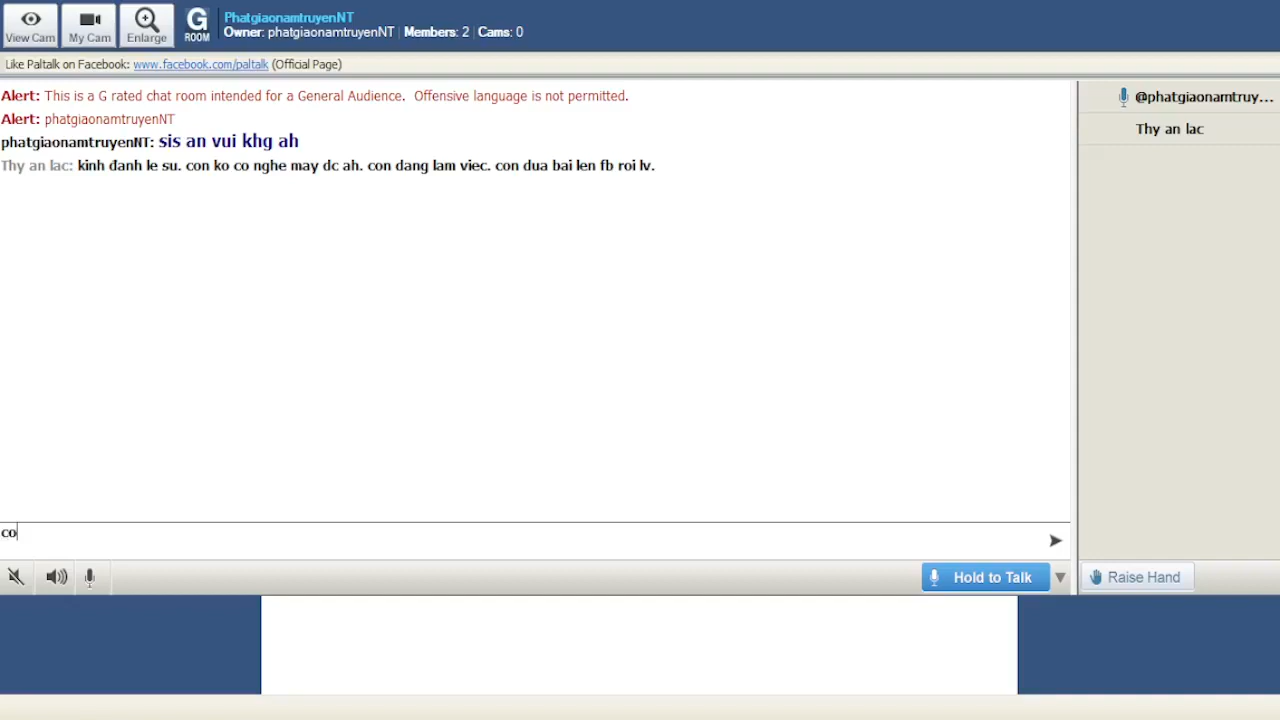 View Cam
My Cam
Enlarge
G
ROOM
PhatgiaonamtruyenNT
Owner: phatgiaonamtruyenNT | Members: 2 | Cams: 0
Like Paltalk on Facebook: www.facebook.com/paltalk (Official Page)
Alert: This is a G rated chat room intended for a General Audience.  Offensive language is not permitted.
Alert: phatgiaonamtruyenNT
phatgiaonamtruyenNT: sis an vui khg ah
Thy an lac: kinh đanh le su. con ko co nghe may dc ah. con dang lam viec. con dua bai len fb roi lv.
@phatgiaonamtruy...
Thy an lac
co
Hold to Talk
Raise Hand